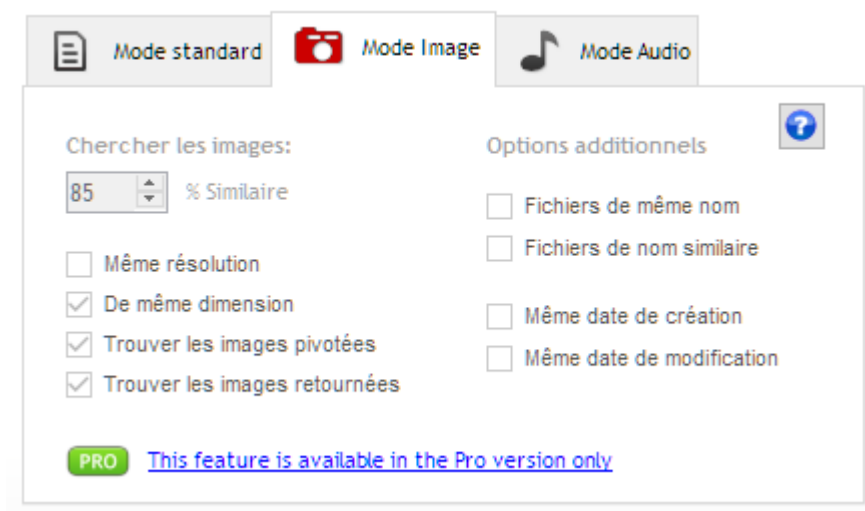 Mode standard
Mode Image
Mode Audio
Chercher les images:
85 % Similaire
Même résolution
De même dimension
Trouver les images pivotées
Trouver les images retournées
Options additionnels
?
Fichiers de même nom
Fichiers de nom similaire
Même date de création
Même date de modification
PRO This feature is available in the Pro version only